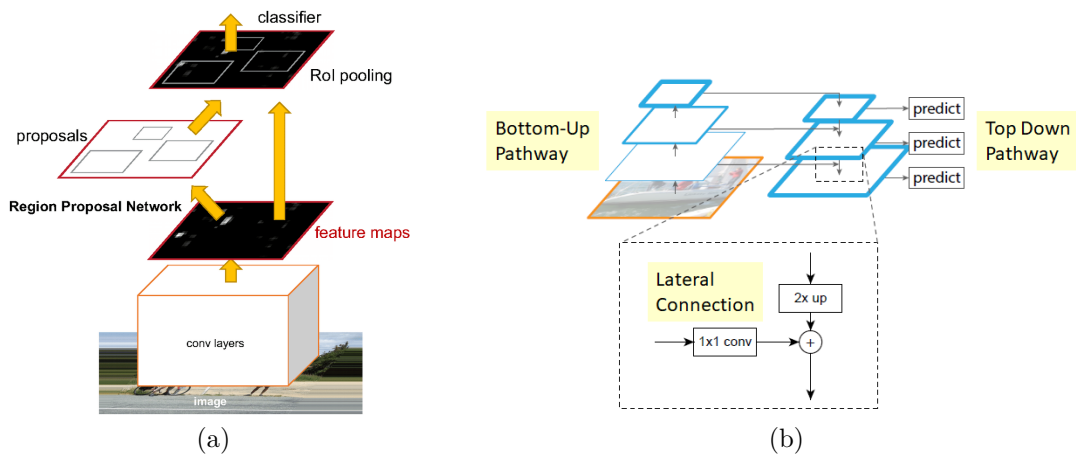 classifier
RoI pooling
proposals
Region Proposal Network
feature maps
conv layers
image
(a)
Bottom-Up
Pathway
predict
predict
predict
Top Down
Pathway
Lateral
Connection
2x up
1x1 conv
+
(b)